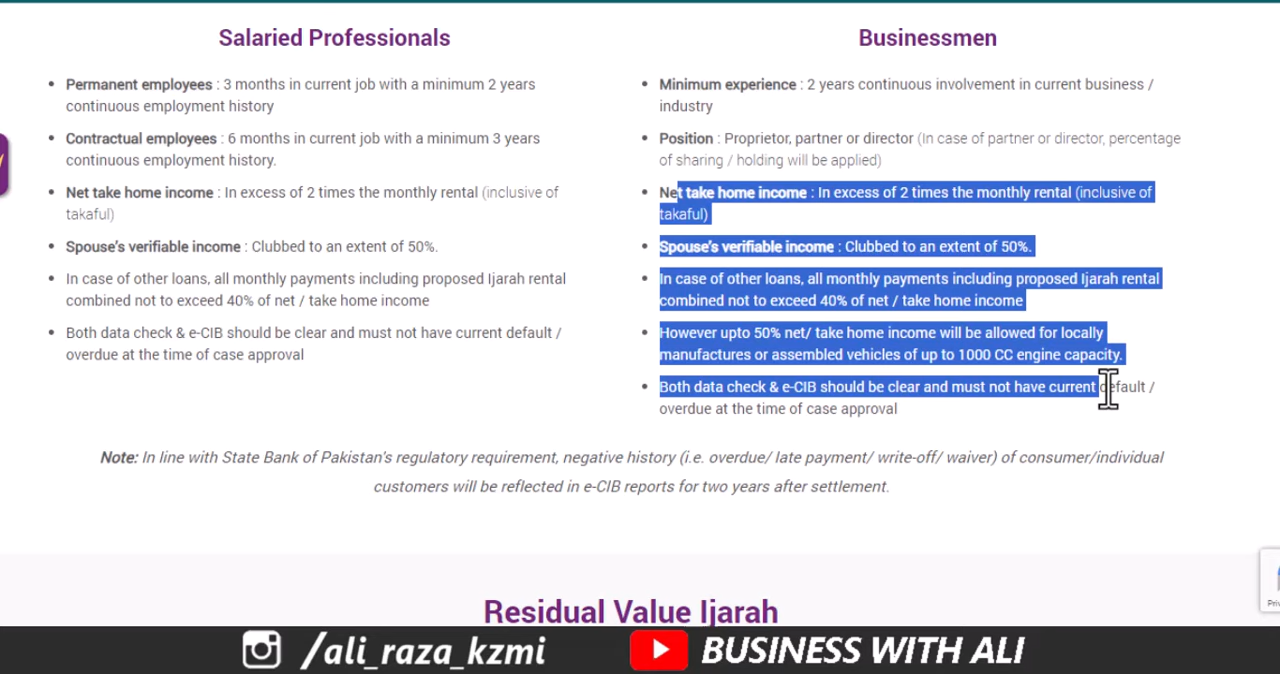 Salaried Professionals
Permanent employees : 3 months in current job with a minimum 2 years
continuous employment history
Contractual employees : 6 months in current job with a minimum 3 years
continuous employment history.
Net take home income : In excess of 2 times the monthly rental (inclusive of
takaful)
Spouse's verifiable income : Clubbed to an extent of 50%.
In case of other loans, all monthly payments including proposed Ijarah rental
combined not to exceed 40% of net / take home income
Both data check & e-CIB should be clear and must not have current default /
overdue at the time of case approval
Businessmen
Minimum experience : 2 years continuous involvement in current business /
industry
Position : Proprietor, partner or director (In case of partner or director, percentage
of sharing / holding will be applied)
Net take home income : In excess of 2 times the monthly rental (inclusive of
takaful)
Spouse's verifiable income : Clubbed to an extent of 50%.
In case of other loans, all monthly payments including proposed Ijarah rental
combined not to exceed 40% of net / take home income
However upto 50% net/ take home income will be allowed for locally
manufactures or assembled vehicles of up to 1000 CC engine capacity.
Both data check & e-CIB should be clear and must not have current default /
overdue at the time of case approval
Note: In line with State Bank of Pakistan's regulatory requirement, negative history (i.e. overdue/ late payment/ write-off/ waiver) of consumer/individual
customers will be reflected in e-CIB reports for two years after settlement.
Residual Value Ijarah
/ali_raza_kzmi
BUSINESS WITH ALI